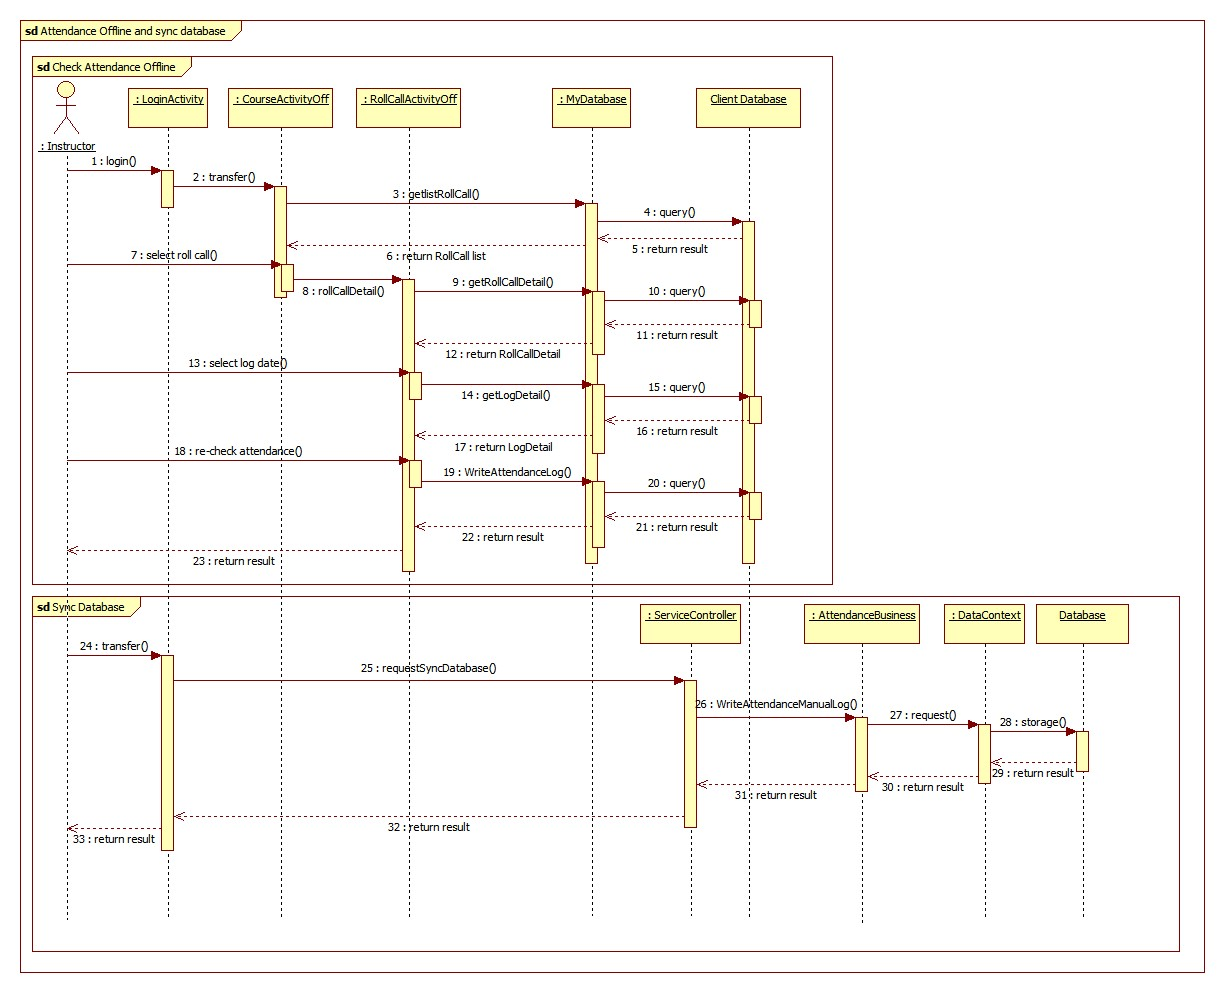 sd Attendance Offline and sync database
sd Check Attendance Offline
: LoginActivity
: CourseActivityOff
: RollCallActivityOff
: MyDatabase
Client Database
: Instructor
1 : login()
2 : transfer()
3 : getlistRollCall()
4 : query()
5 : return result
6 : return RollCall list
7 : select roll call()
8 : rollCallDetail()
9 : getRollCallDetail()
10 : query()
11 : return result
12 : return RollCallDetail
13 : select log date()
14 : getLogDetail()
15 : query()
16 : return result
17 : return LogDetail
18 : re-check attendance()
19 : WriteAttendanceLog()
20 : query()
21 : return result
22 : return result
23 : return result
sd Sync Database
: ServiceController
: AttendanceBusiness
: DataContext
Database
24 : transfer()
25 : requestSyncDatabase()
26 : WriteAttendanceManualLog()
27 : request()
28 : storage()
29 : return result
30 : return result
31 : return result
32 : return result
33 : return result